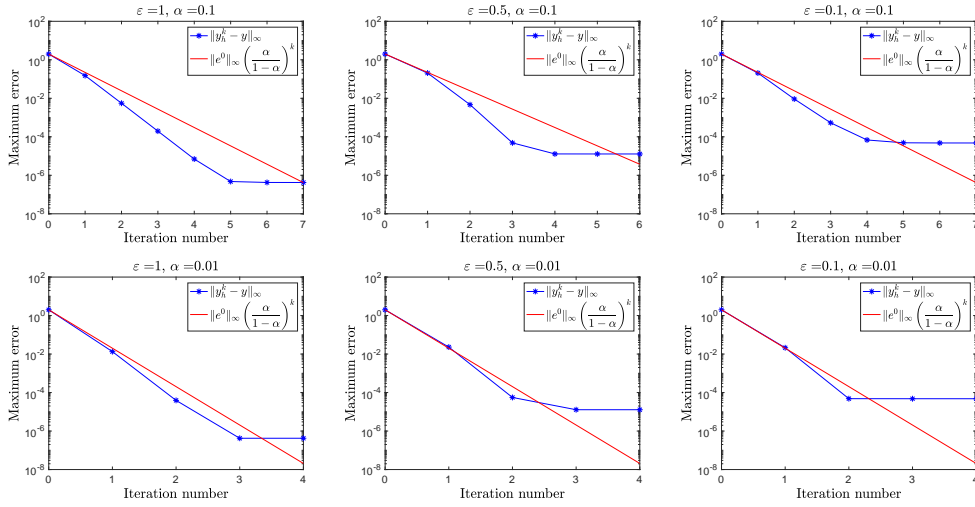 ε=1, α=0.1
Maximum error
10^2
10^0
10^-2
10^-4
10^-6
10^-8
‖y_h^k − y‖_∞
‖e^0‖_∞ (α/(1 − α))^k
0 1 2 3 4 5 6 7
Iteration number
ε=0.5, α=0.1
Maximum error
10^2
10^0
10^-2
10^-4
10^-6
10^-8
‖y_h^k − y‖_∞
‖e^0‖_∞ (α/(1 − α))^k
0 1 2 3 4 5 6
Iteration number
ε=0.1, α=0.1
Maximum error
10^2
10^0
10^-2
10^-4
10^-6
10^-8
‖y_h^k − y‖_∞
‖e^0‖_∞ (α/(1 − α))^k
0 1 2 3 4 5 6 7
Iteration number
ε=1, α=0.01
Maximum error
10^2
10^0
10^-2
10^-4
10^-6
10^-8
‖y_h^k − y‖_∞
‖e^0‖_∞ (α/(1 − α))^k
0 1 2 3 4
Iteration number
ε=0.5, α=0.01
Maximum error
10^2
10^0
10^-2
10^-4
10^-6
10^-8
‖y_h^k − y‖_∞
‖e^0‖_∞ (α/(1 − α))^k
0 1 2 3 4
Iteration number
ε=0.1, α=0.01
Maximum error
10^2
10^0
10^-2
10^-4
10^-6
10^-8
‖y_h^k − y‖_∞
‖e^0‖_∞ (α/(1 − α))^k
0 1 2 3 4
Iteration number